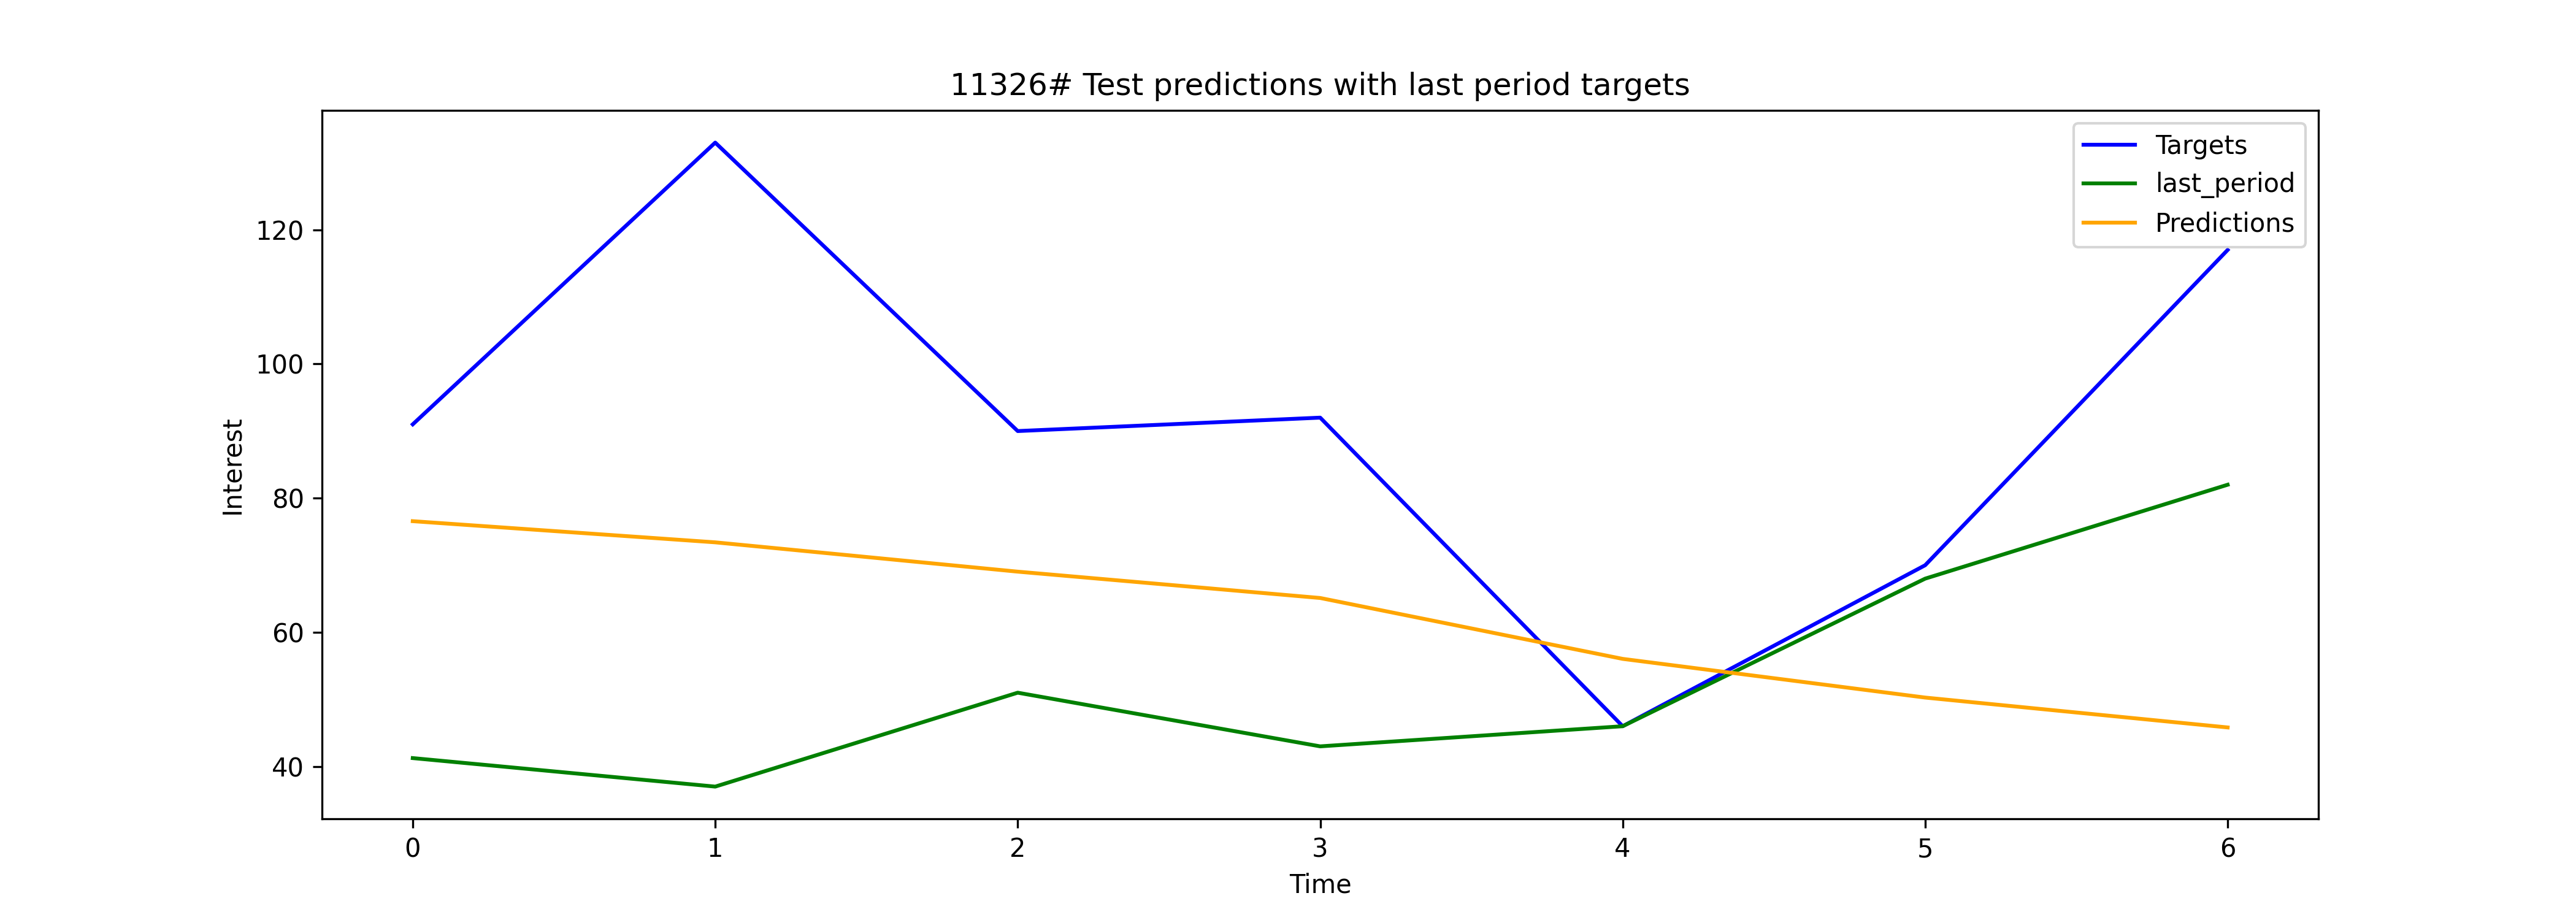 11326# Test predictions with last period targets
Targets
last_period
Predictions
Interest
120
100
80
60
40
0 1 2 3 4 5 6
Time